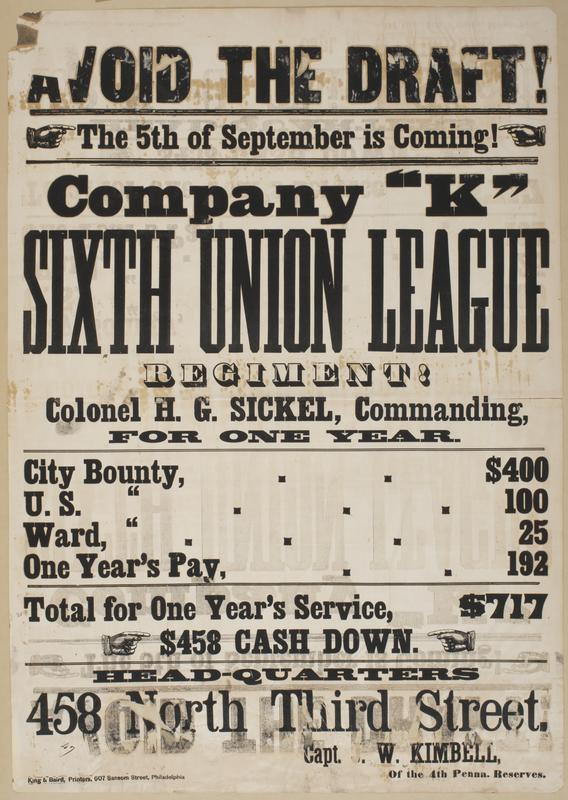 AVOID THE DRAFT!
The 5th of September is Coming!
Company "K"
SIXTH UNION LEAGUE
REGIMENT!
Colonel H. G. SICKEL, Commanding,
FOR ONE YEAR.
City Bounty, $400
U. S. " 100
Ward, " 25
One Year's Pay, 192
Total for One Year's Service, $717
$458 CASH DOWN.
HEAD-QUARTERS
458 North Third Street.
Capt. W. KIMBELL,
Of the 4th Penna. Reserves.
King & Baird, Printers, 607 Sansom Street, Philadelphia